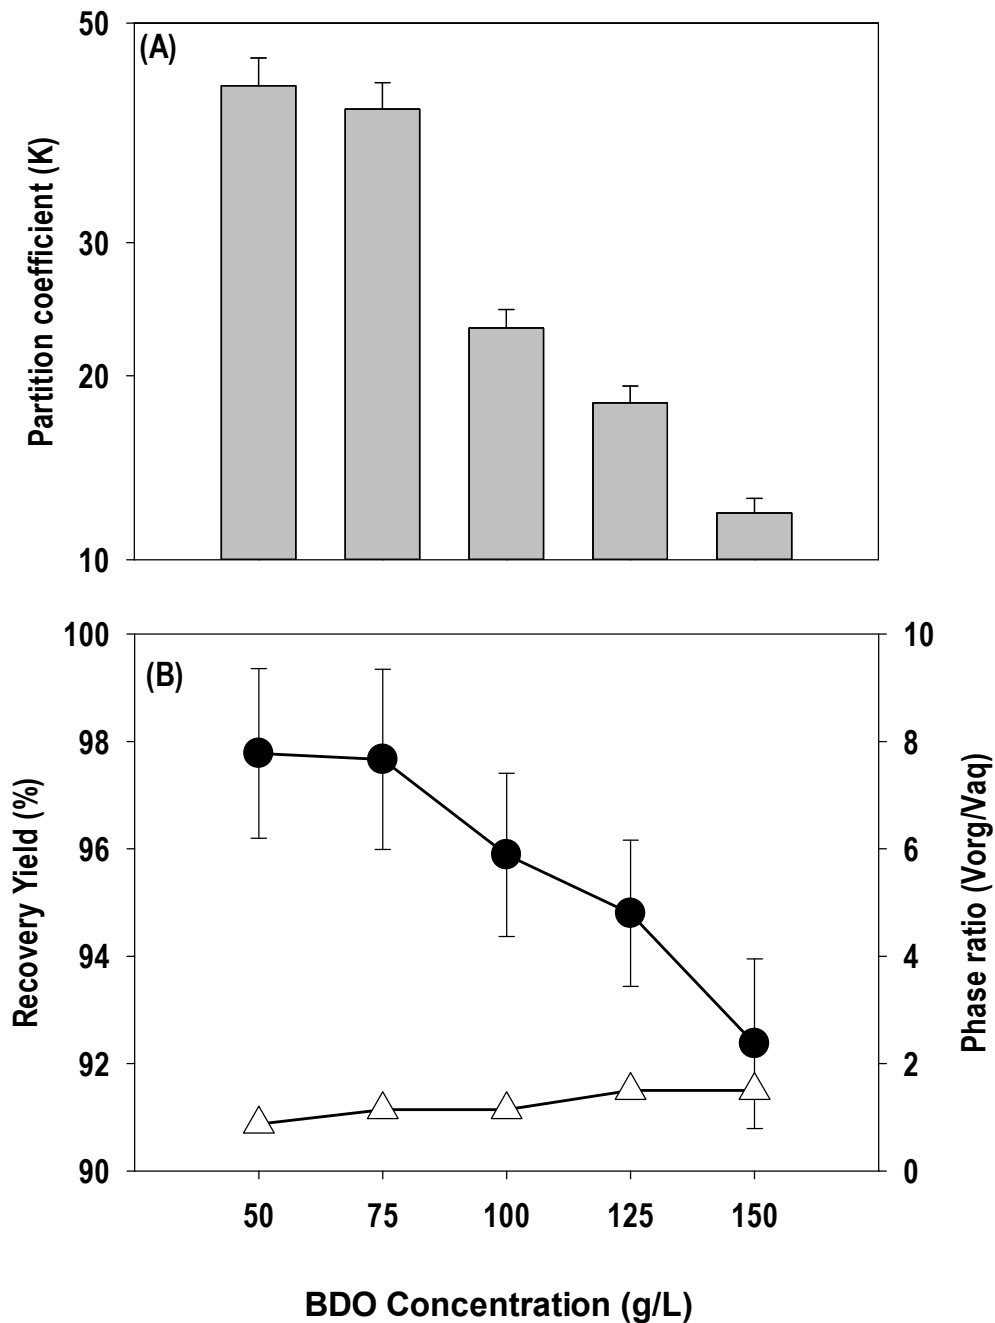 (A)
Partition coefficient (K)
50
30
20
10
(B)
Recovery Yield (%)
100
98
96
94
92
90
Phase ratio (Vorg/Vaq)
10
8
6
4
2
0
50 75 100 125 150
BDO Concentration (g/L)